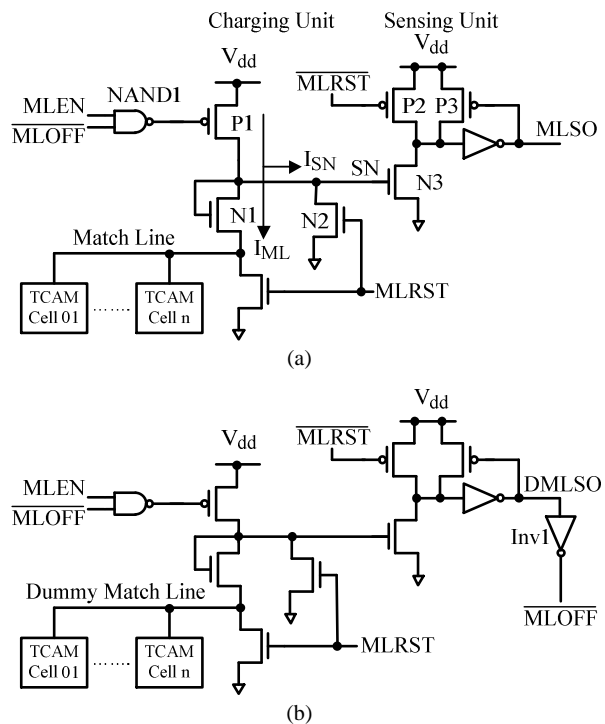 Charging Unit Sensing Unit
Vdd
Vdd
MLRST
MLEN NAND1
MLOFF
P1
P2 P3
MLSO
ISN
SN
N3
N1
N2
IML
Match Line
TCAM Cell 01 ...... TCAM Cell n
MLRST
(a)
Vdd
Vdd
MLRST
MLEN
MLOFF
DMLSO
Inv1
Dummy Match Line
MLOFF
TCAM Cell 01 ...... TCAM Cell n
MLRST
(b)